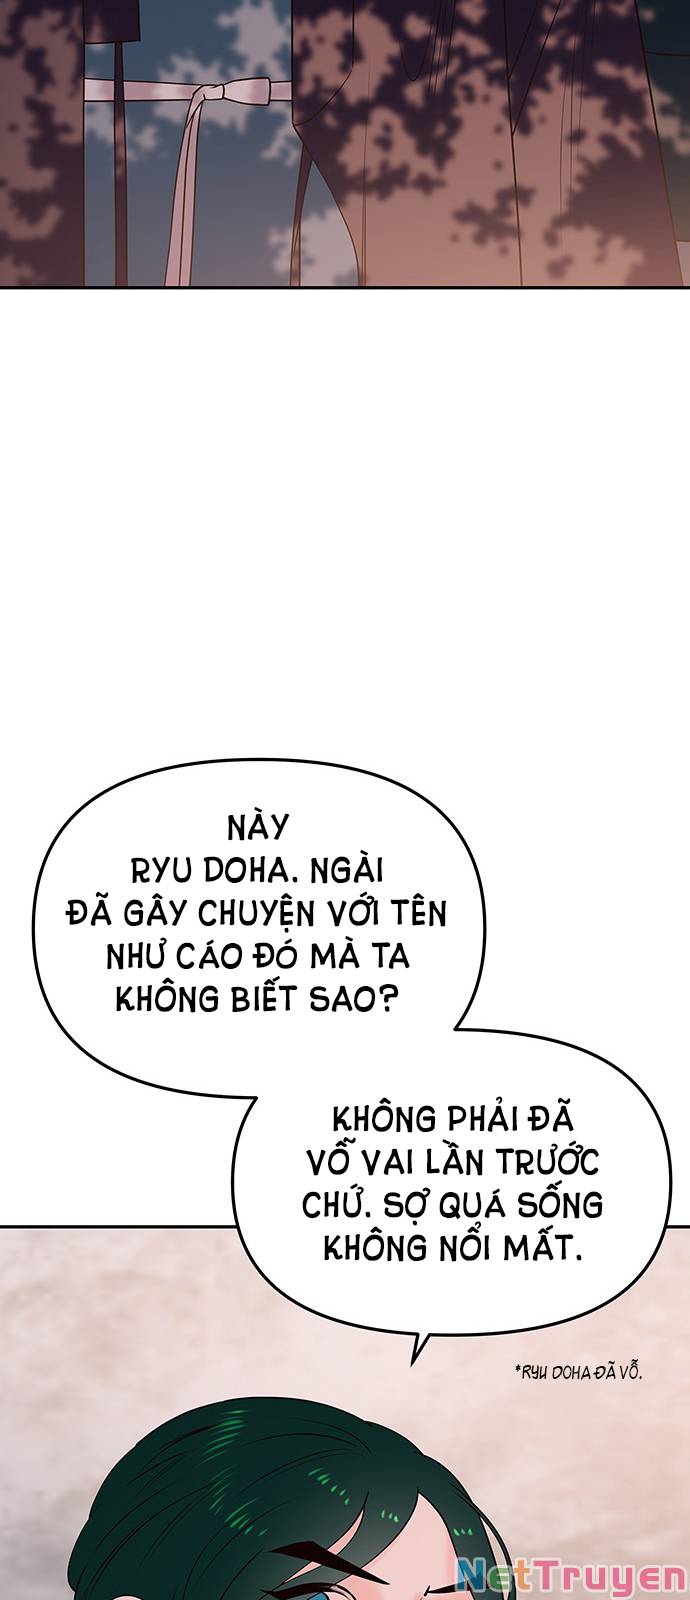 NÀY
RYU DOHA. NGÀI
ĐÃ GÂY CHUYỆN VỚI TÊN
NHƯ CÁO ĐÓ MÀ TA
KHÔNG BIẾT SAO?
KHÔNG PHẢI ĐÃ
VỖ VAI LẦN TRƯỚC
CHỨ. SỢ QUÁ SỐNG
KHÔNG NỔI MẤT.
*RYU DOHA ĐÃ VỖ.
NetTruyen